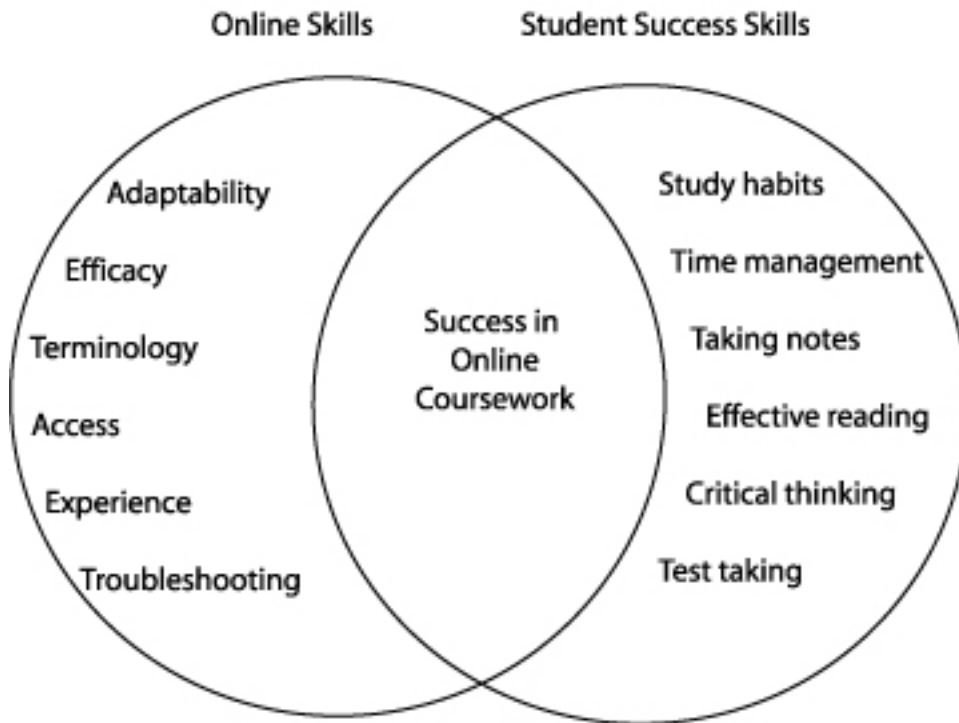 Online Skills
Student Success Skills
Adaptability
Efficacy
Terminology
Access
Experience
Troubleshooting
Success in
Online
Coursework
Study habits
Time management
Taking notes
Effective reading
Critical thinking
Test taking